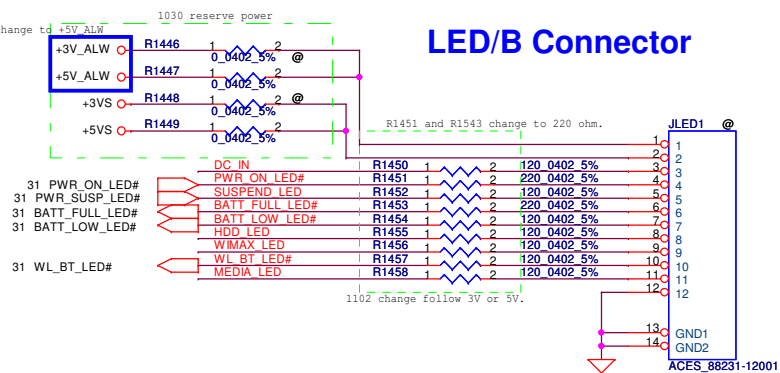 1030 reserve power
hange to +5V_ALW
LED/B Connector
+3V_ALW R1446 1 2 0_0402_5% @
+5V_ALW R1447 1 2 0_0402_5%
+3VS R1448 1 2 0_0402_5% @
+5VS R1449 1 2 0_0402_5%
R1451 and R1543 change to 220 ohm.
JLED1 @
1 1
2 2
DC_IN R1450 1 2 120_0402_5% 3 3
31 PWR_ON_LED# PWR_ON_LED# R1451 1 2 220_0402_5% 4 4
31 PWR_SUSP_LED# SUSPEND_LED R1452 1 2 120_0402_5% 5 5
31 BATT_FULL_LED# BATT_FULL_LED# R1453 1 2 220_0402_5% 6 6
31 BATT_LOW_LED# BATT_LOW_LED# R1454 1 2 120_0402_5% 7 7
HDD_LED R1455 1 2 120_0402_5% 8 8
WIMAX_LED R1456 1 2 120_0402_5% 9 9
31 WL_BT_LED# WL_BT_LED# R1457 1 2 120_0402_5% 10 10
MEDIA_LED R1458 1 2 120_0402_5% 11 11
12 12
1102 change follow 3V or 5V.
13 GND1
14 GND2
ACES_88231-12001